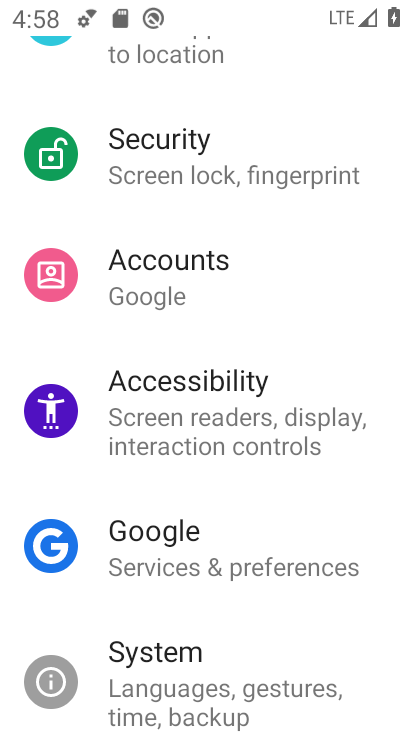 4:58 LTE
to location
Security
Screen lock, fingerprint
Accounts
Google
Accessibility
Screen readers, display,
interaction controls
Google
Services & preferences
System
Languages, gestures,
time, backup